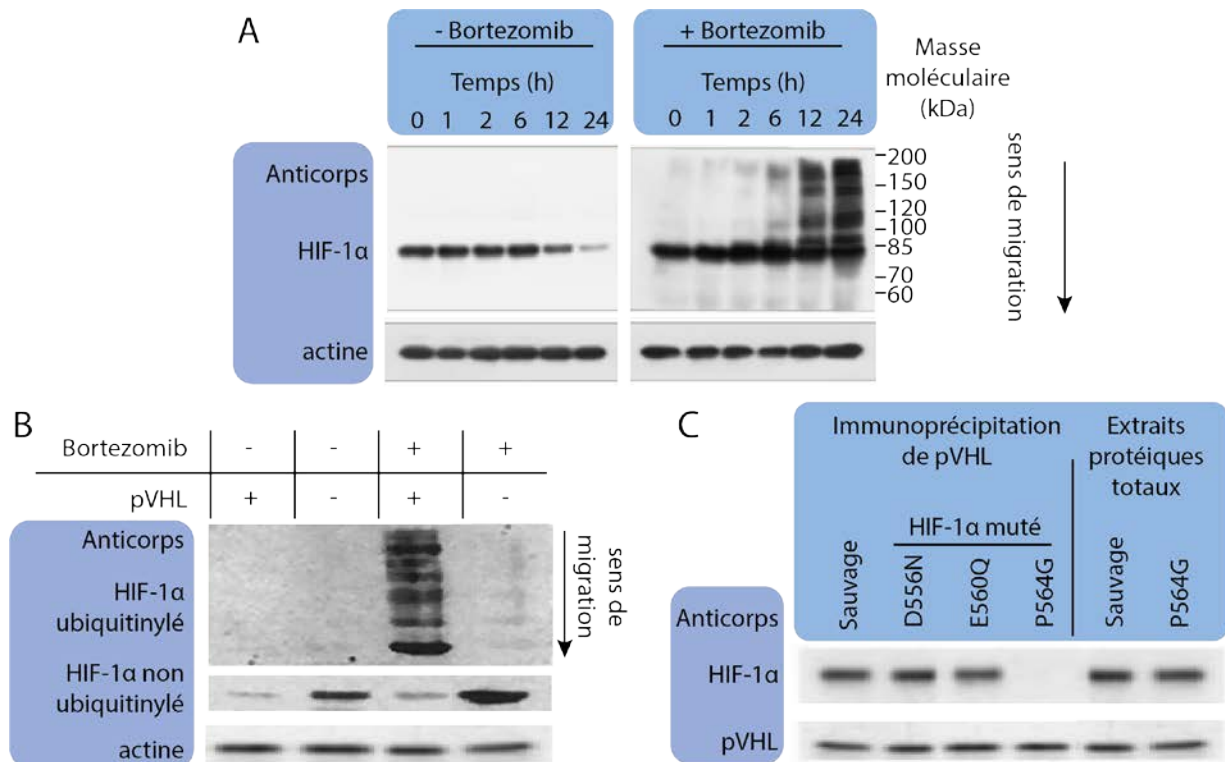 A
- Bortezomib
Temps (h)
0 1 2 6 12 24
+ Bortezomib
Temps (h)
0 1 2 6 12 24
Masse
moléculaire
(kDa)
Anticorps
HIF-1α
actine
200
150
120
100
85
70
60
sens de migration
B
Bortezomib - - + +
pVHL + - + -
Anticorps
HIF-1α
ubiquitinylé
HIF-1α non
ubiquitinylé
actine
sens de
migration
C
Immunoprécipitation
de pVHL
Extraits
protéiques
totaux
HIF-1α muté
Sauvage
D556N
E560Q
P564G
Sauvage
P564G
Anticorps
HIF-1α
pVHL